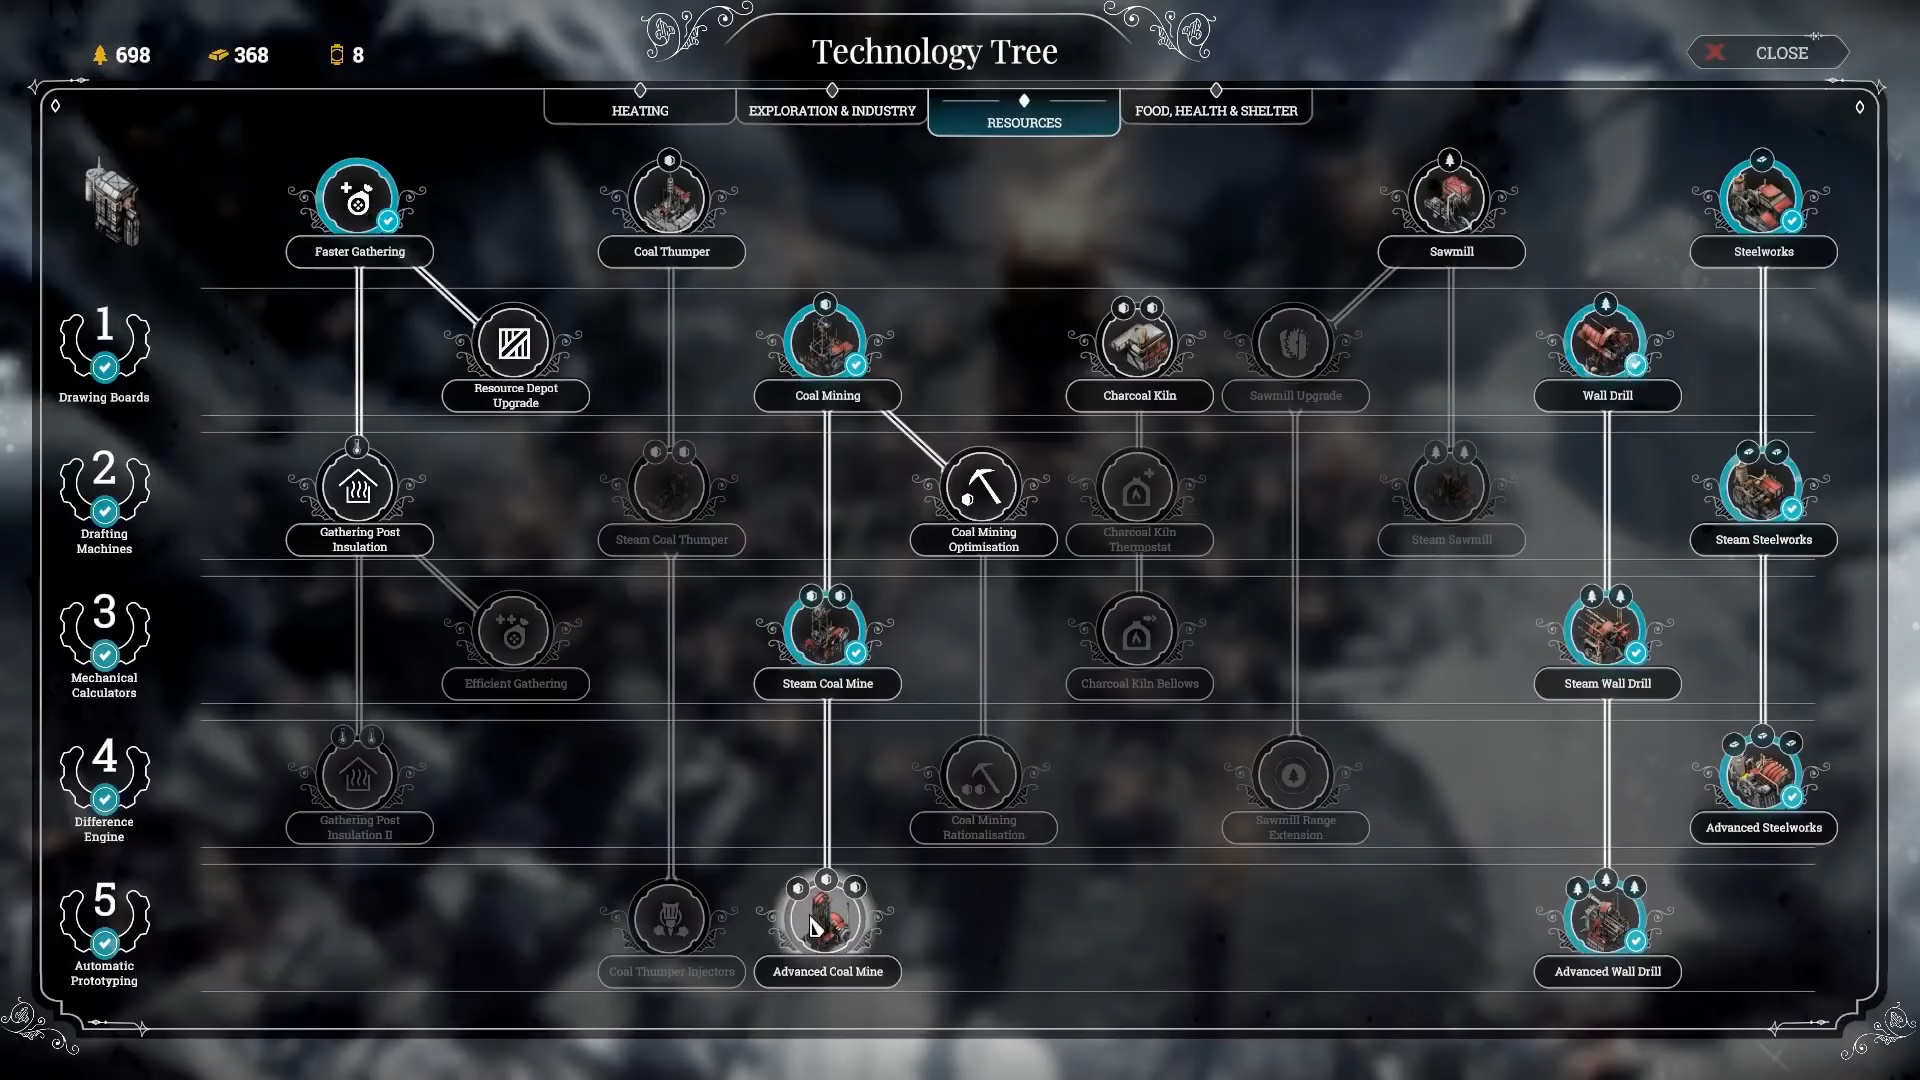 698
368
8
Technology Tree
CLOSE
HEATING
EXPLORATION & INDUSTRY
RESOURCES
FOOD, HEALTH & SHELTER
Faster Gathering
Coal Thumper
Sawmill
Steelworks
1
Drawing Boards
Resource Depot
Upgrade
Coal Mining
Charcoal Kiln
Sawmill Upgrade
Wall Drill
2
Drafting
Machines
Gathering Post
Insulation
Steam Coal Thumper
Coal Mining
Optimisation
Charcoal Kiln
Thermostat
Steam Sawmill
Steam Steelworks
3
Mechanical
Calculators
Efficient Gathering
Steam Coal Mine
Charcoal Kiln Bellows
Steam Wall Drill
4
Difference
Engine
Gathering Post
Insulation II
Coal Mining
Rationalisation
Sawmill Range
Extension
Advanced Steelworks
5
Automatic
Prototyping
Coal Thumper Injectors
Advanced Coal Mine
Advanced Wall Drill